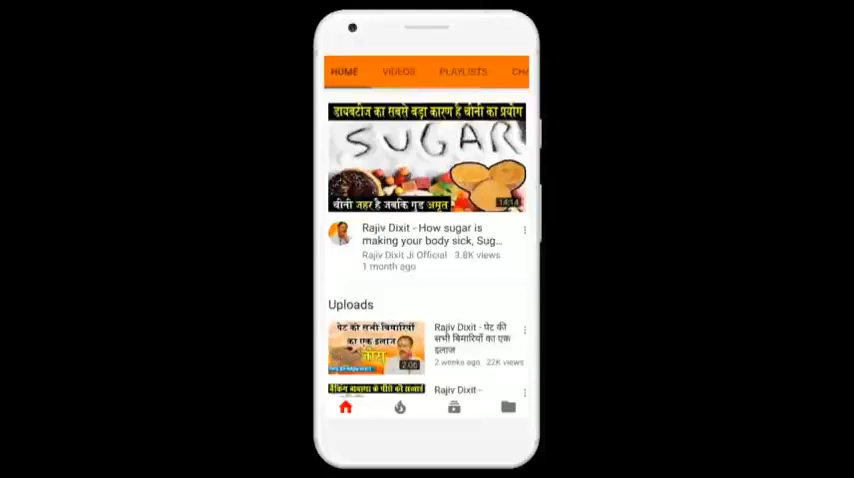 HOME VIDEOS PLAYLISTS CHA
डायबटीज का सबसे बड़ा कारण है चीनी का प्रयोग
SUGAR
चीनी जहर है जबकि गुड अमृत
14:14
Rajiv Dixit - How sugar is
making your body sick, Sug...
Rajiv Dixit Ji Official 3.8K views
1 month ago
Uploads
पेट की सभी बिमारियों
का एक इलाज
जीरा
2:06
Rajiv Dixit - पेट की
सभी बिमारियों का एक
इलाज
2 weeks ago 22K views
के पीछे की सच्चाई
Rajiv Dixit -